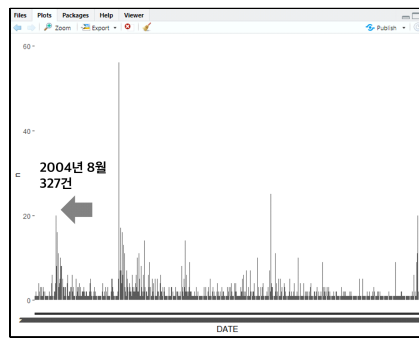 Files Plots Packages Help Viewer
Zoom Export Publish
60
40
2004년 8월
327건
n
20
0
DATE